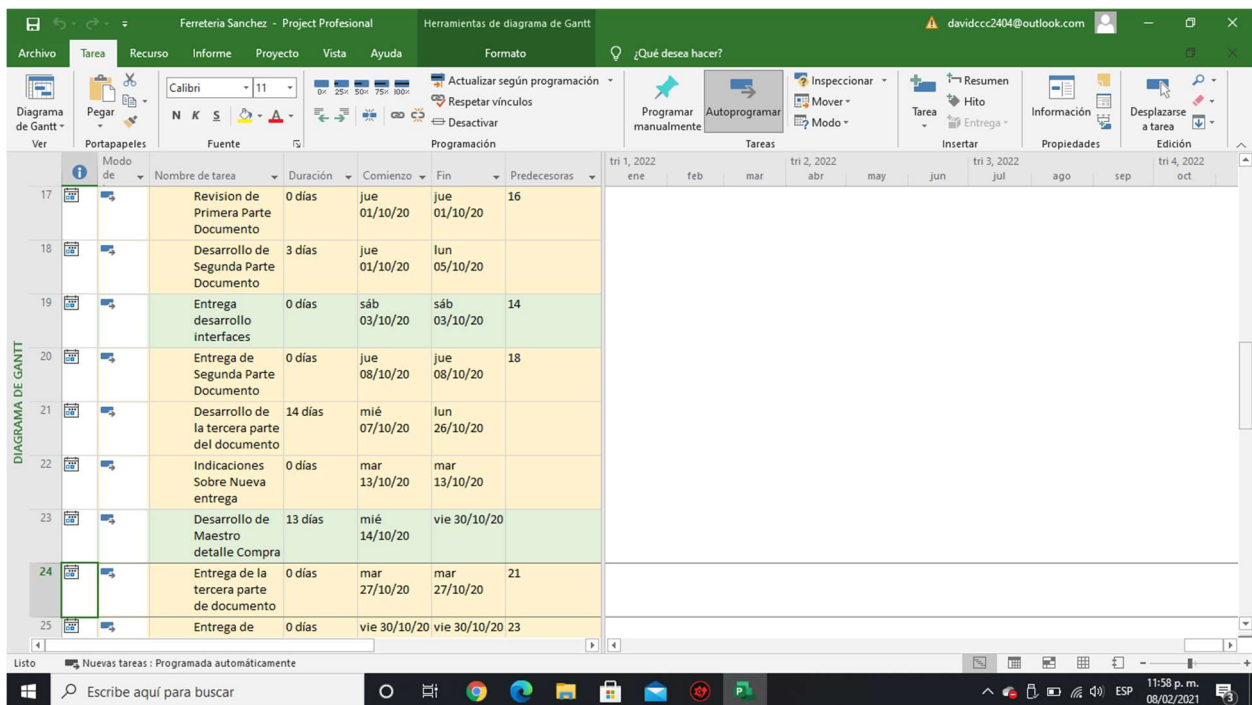 Ferreteria Sanchez - Project Profesional
Herramientas de diagrama de Gantt
davidccc2404@outlook.com
Archivo Tarea Recurso Informe Proyecto Vista Ayuda Formato ¿Qué desea hacer?
Diagrama
de Gantt
Ver
Pegar
Portapapeles
Calibri 11
N K S A
Fuente
0× 25× 50× 75× 100×
Actualizar según programación
Respetar vínculos
Desactivar
Programación
Programar
manualmente
Autoprogramar
Inspeccionar
Mover
Modo
Tareas
Tarea
Resumen
Hito
Entrega
Insertar
Información
Propiedades
Desplazarse
a tarea
Edición
Modo
de
Nombre de tarea Duración Comienzo Fin Predecesoras
tri 1, 2022 tri 2, 2022 tri 3, 2022 tri 4, 2022
ene feb mar abr may jun jul ago sep oct
17 Revision de 0 días jue jue 16
Primera Parte 01/10/20 01/10/20
Documento
18 Desarrollo de 3 días jue lun
Segunda Parte 01/10/20 05/10/20
Documento
19 Entrega 0 días sáb sáb 14
desarrollo 03/10/20 03/10/20
interfaces
20 Entrega de 0 días jue jue 18
Segunda Parte 08/10/20 08/10/20
Documento
21 Desarrollo de 14 días mié lun
la tercera parte 07/10/20 26/10/20
del documento
22 Indicaciones 0 días mar mar
Sobre Nueva 13/10/20 13/10/20
entrega
23 Desarrollo de 13 días mié vie 30/10/20
Maestro 14/10/20
detalle Compra
24 Entrega de la 0 días mar mar 21
tercera parte 27/10/20 27/10/20
de documento
25 Entrega de 0 días vie 30/10/20 vie 30/10/20 23
DIAGRAMA DE GANTT
Listo Nuevas tareas : Programada automáticamente
Escribe aquí para buscar
ESP
11:58 p. m.
08/02/2021
3